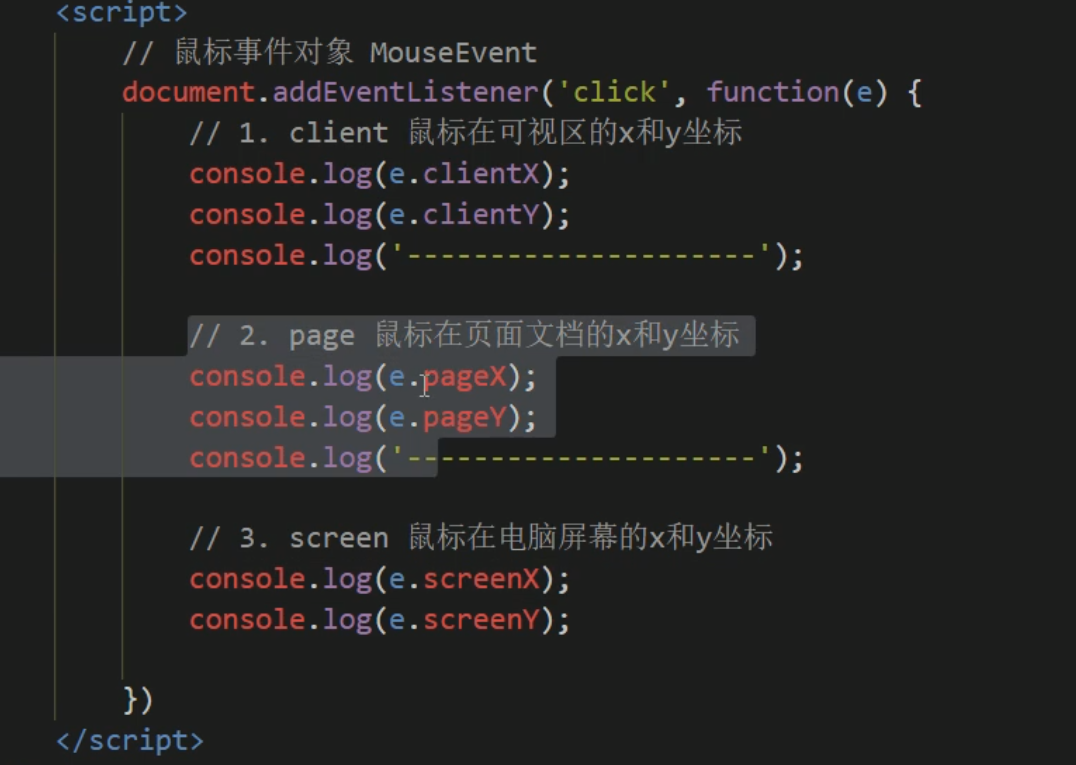 <script>
// 鼠标事件对象 MouseEvent
document.addEventListener('click', function(e) {
// 1. client 鼠标在可视区的x和y坐标
console.log(e.clientX);
console.log(e.clientY);
console.log('---------------------');
// 2. page 鼠标在页面文档的x和y坐标
console.log(e.pageX);
console.log(e.pageY);
console.log('---------------------');
// 3. screen 鼠标在电脑屏幕的x和y坐标
console.log(e.screenX);
console.log(e.screenY);
})
</script>